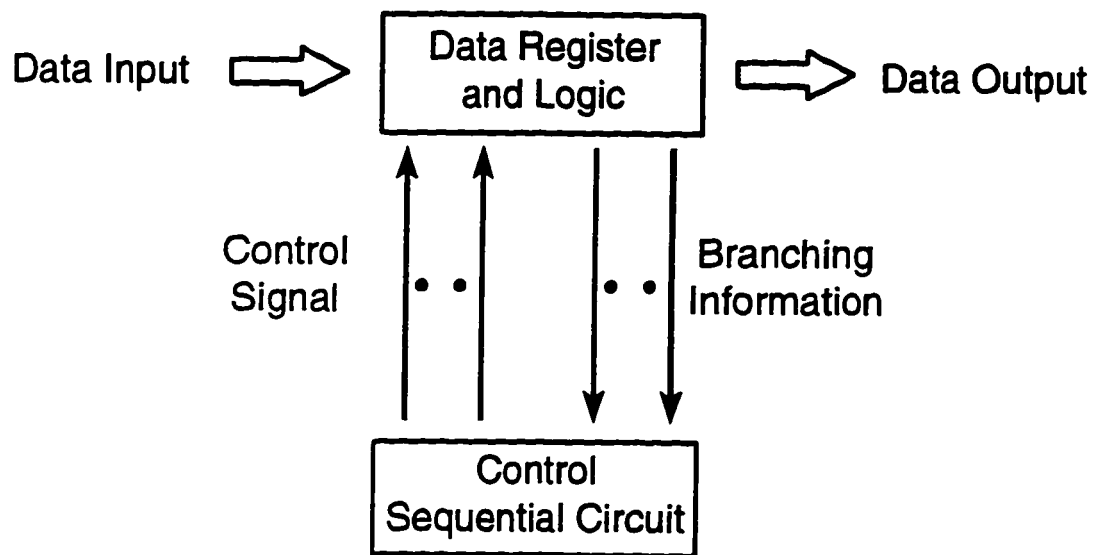 Data Input
Data Register
and Logic
Data Output
Control
Signal
Branching
Information
Control
Sequential Circuit